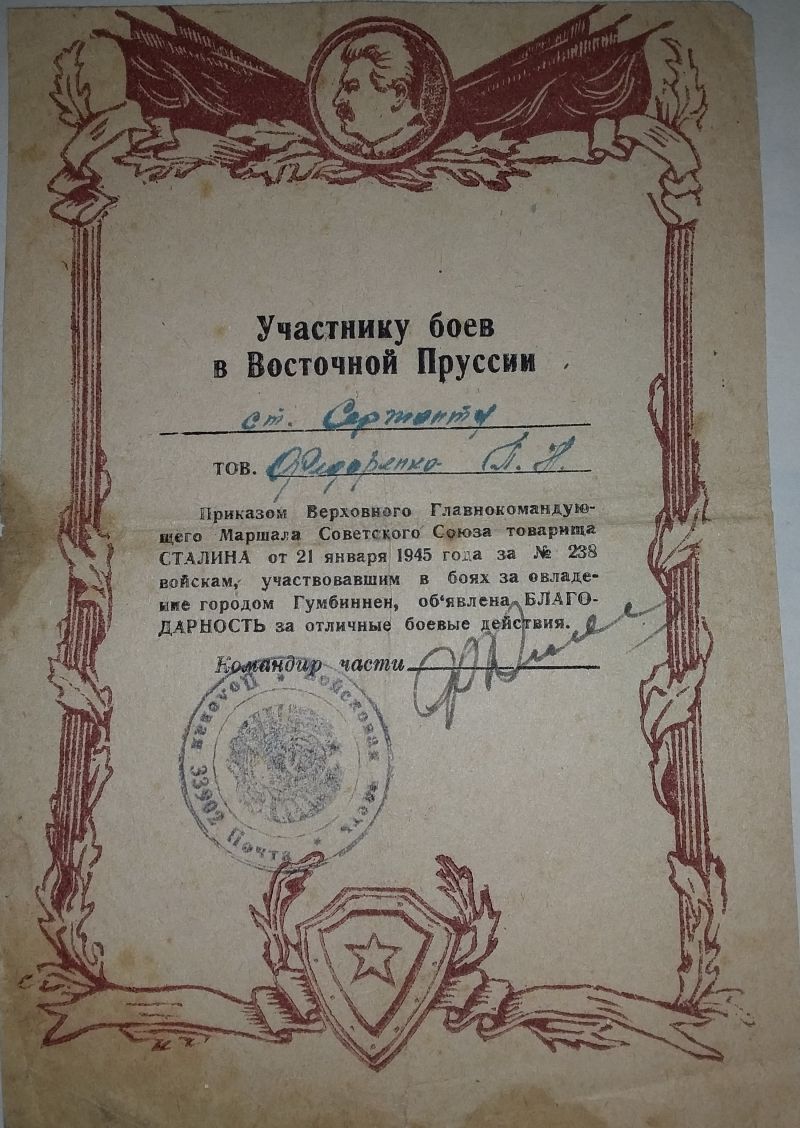 Участнику боев
в Восточной Пруссии
ст. Сержанту
тов. Федоренко П. Н.
Приказом Верховного Главнокомандую-
щего Маршала Советского Союза товарища
СТАЛИНА от 21 января 1945 года за № 238
войскам, участвовавшим в боях за овладе-
ние городом Гумбиннен, об‘явлена БЛАГО-
ДАРНОСТЬ за отличные боевые действия.
Командир части
Войсковая часть
Полевая Почта 33902